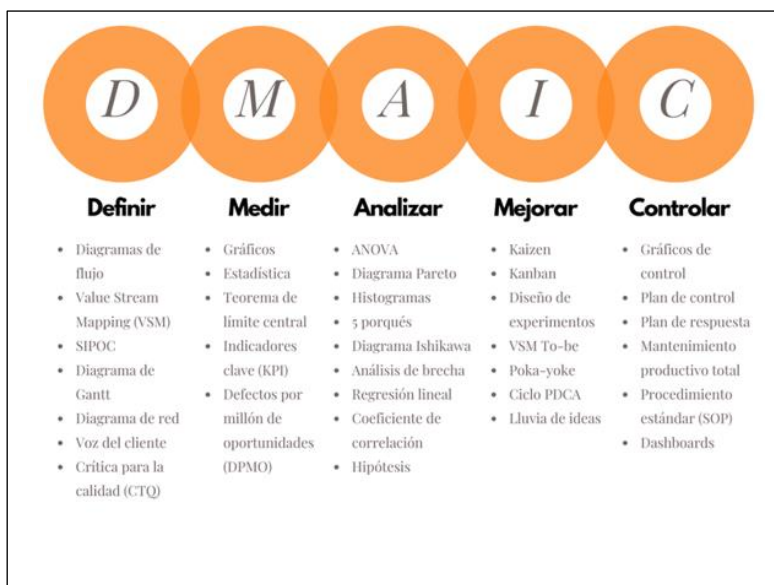 D M A I C
Definir
• Diagramas de
flujo
• Value Stream
Mapping (VSM)
• SIPOC
• Diagrama de
Gantt
• Diagrama de red
• Voz del cliente
• Crítica para la
calidad (CTQ)
Medir
• Gráficos
• Estadística
• Teorema de
límite central
• Indicadores
clave (KPI)
• Defectos por
millón de
oportunidades
(DPMO)
Analizar
• ANOVA
• Diagrama Pareto
• Histogramas
• 5 porqués
• Diagrama Ishikawa
• Análisis de brecha
• Regresión lineal
• Coeficiente de
correlación
• Hipótesis
Mejorar
• Kaizen
• Kanban
• Diseño de
experimentos
• VSM To-be
• Poka-yoke
• Ciclo PDCA
• Lluvia de ideas
Controlar
• Gráficos de
control
• Plan de control
• Plan de respuesta
• Mantenimiento
productivo total
• Procedimiento
estándar (SOP)
• Dashboards